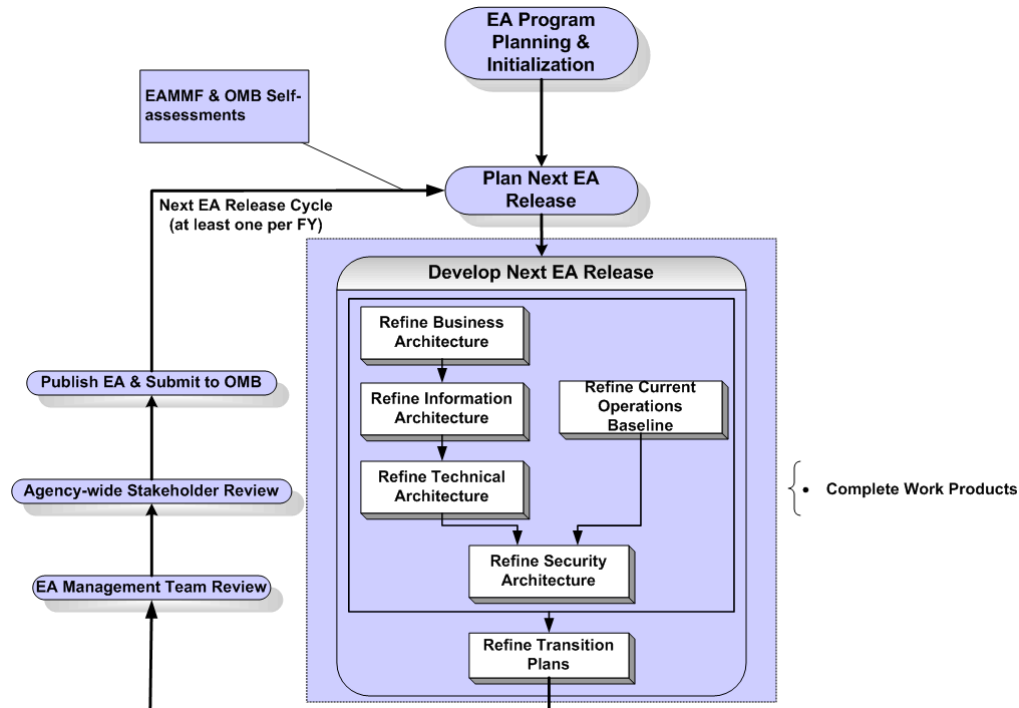 EA Program
Planning &
Initialization
EAMMF & OMB Self-
assessments
Plan Next EA
Release
Next EA Release Cycle
(at least one per FY)
Develop Next EA Release
Refine Business
Architecture
Refine Information
Architecture
Refine Current
Operations
Baseline
Refine Technical
Architecture
Refine Security
Architecture
Refine Transition
Plans
Publish EA & Submit to OMB
Agency-wide Stakeholder Review
EA Management Team Review
• Complete Work Products